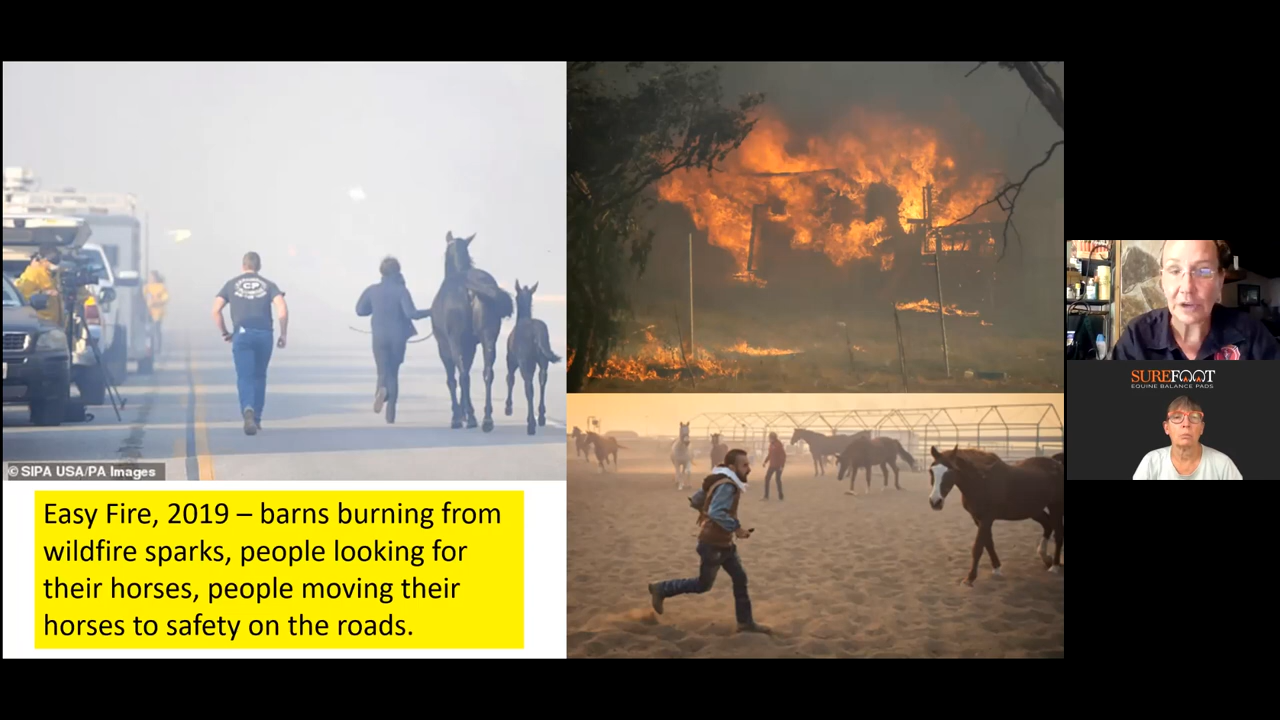 © SIPA USA/PA Images
Easy Fire, 2019 – barns burning from
wildfire sparks, people looking for
their horses, people moving their
horses to safety on the roads.
CP
SUREFOOT
EQUINE BALANCE PADS